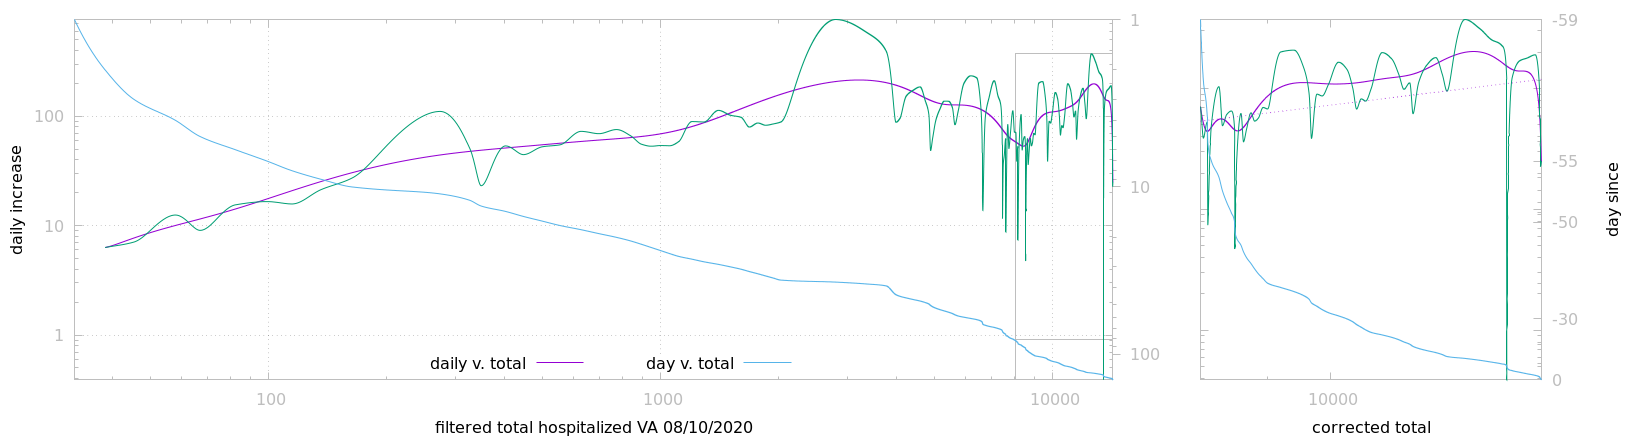 daily increase
100
10
1
daily v. total
day v. total
100
1000
10000
filtered total hospitalized VA 08/10/2020
1
10
100
10000
corrected total
-59
-55
-50
-30
0
day since